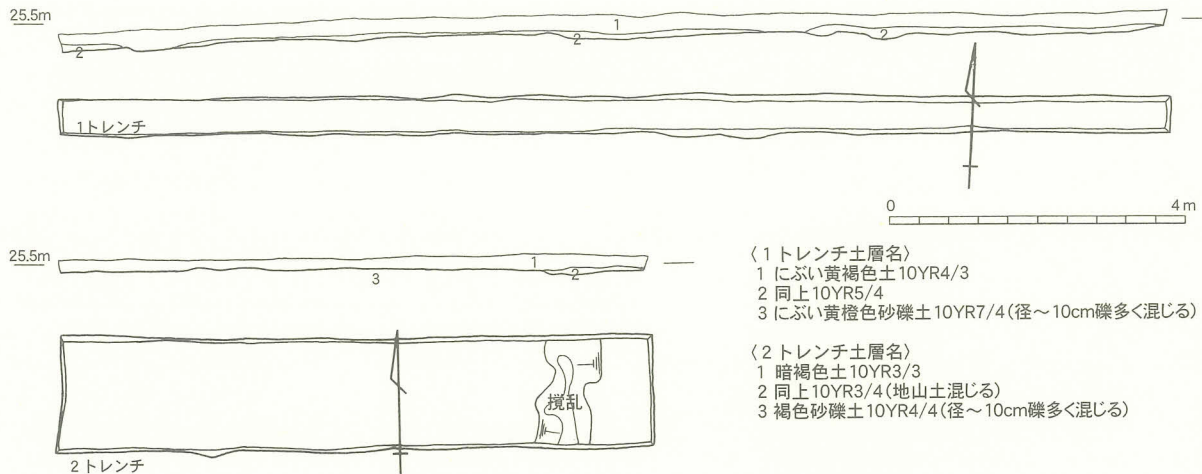 25.5m
1
2
2
2
1トレンチ
0
4m
25.5m
1
2
3
撹乱
2トレンチ
〈1トレンチ土層名〉
1 にぶい黄褐色土10YR4/3
2 同上10YR5/4
3 にぶい黄橙色砂礫土10YR7/4(径～10cm礫多く混じる)
〈2トレンチ土層名〉
1 暗褐色土10YR3/3
2 同上10YR3/4(地山土混じる)
3 褐色砂礫土10YR4/4(径～10cm礫多く混じる)